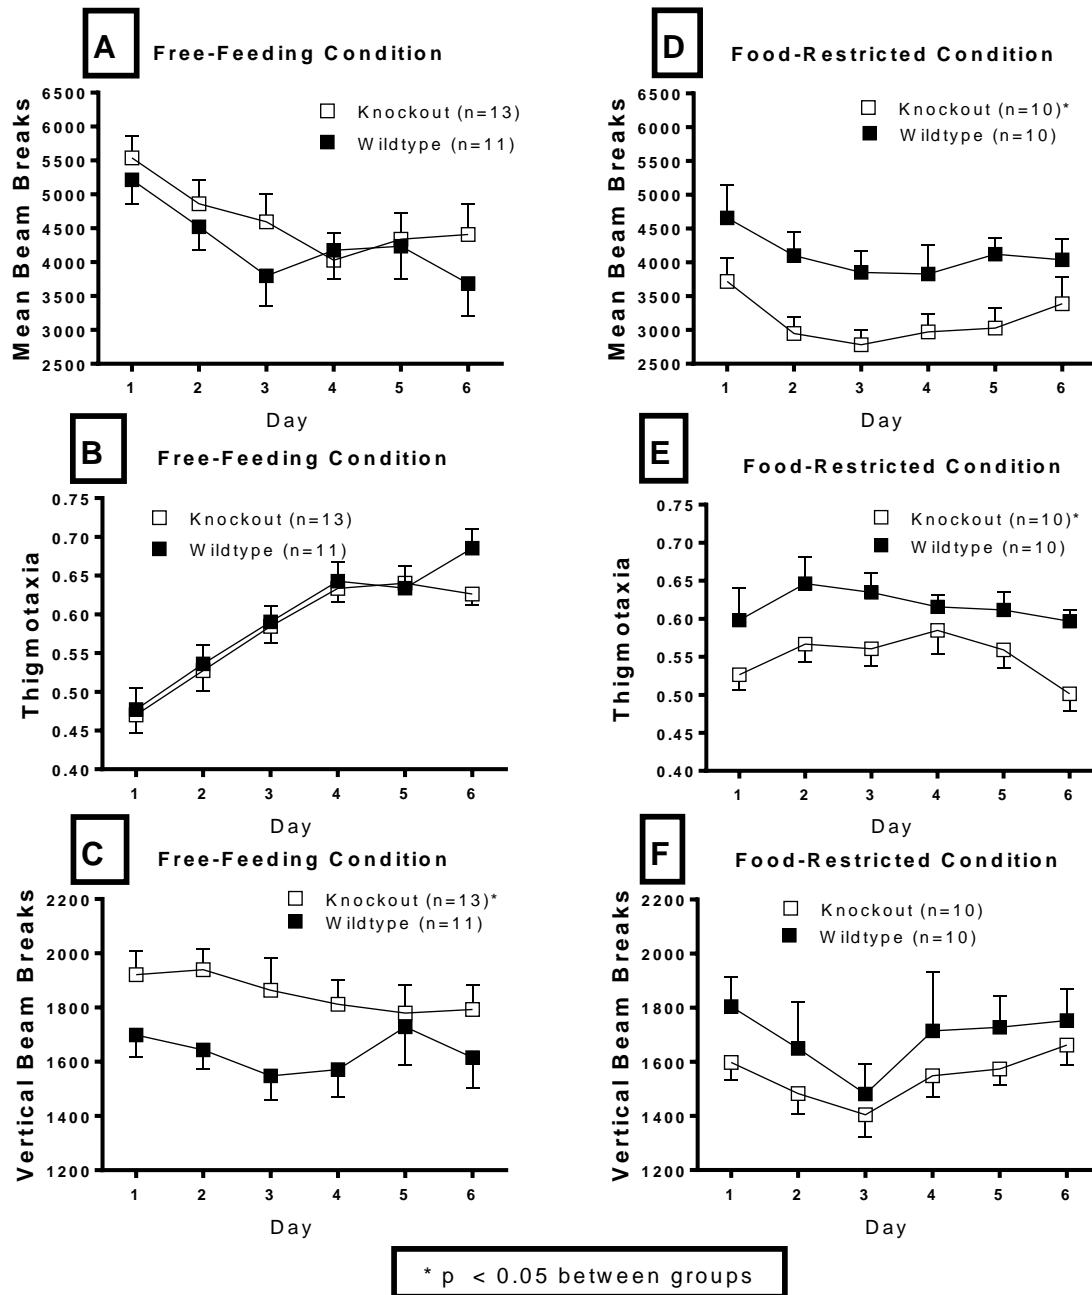 A
Free-Feeding Condition
Mean Beam Breaks
6500
6000
5500
5000
4500
4000
3500
3000
2500
Knockout (n=13)
Wildtype (n=11)
1 2 3 4 5 6
Day
D
Food-Restricted Condition
Mean Beam Breaks
6500
6000
5500
5000
4500
4000
3500
3000
2500
Knockout (n=10)*
Wildtype (n=10)
1 2 3 4 5 6
Day
B
Free-Feeding Condition
Thigmotaxia
0.75
0.70
0.65
0.60
0.55
0.50
0.45
0.40
Knockout (n=13)
Wildtype (n=11)
1 2 3 4 5 6
Day
E
Food-Restricted Condition
Thigmotaxia
0.75
0.70
0.65
0.60
0.55
0.50
0.45
0.40
Knockout (n=10)*
Wildtype (n=10)
1 2 3 4 5 6
Day
C
Free-Feeding Condition
Vertical Beam Breaks
2200
2000
1800
1600
1400
1200
Knockout (n=13)*
Wildtype (n=11)
1 2 3 4 5 6
Day
F
Food-Restricted Condition
Vertical Beam Breaks
2200
2000
1800
1600
1400
1200
Knockout (n=10)
Wildtype (n=10)
1 2 3 4 5 6
Day
* p < 0.05 between groups